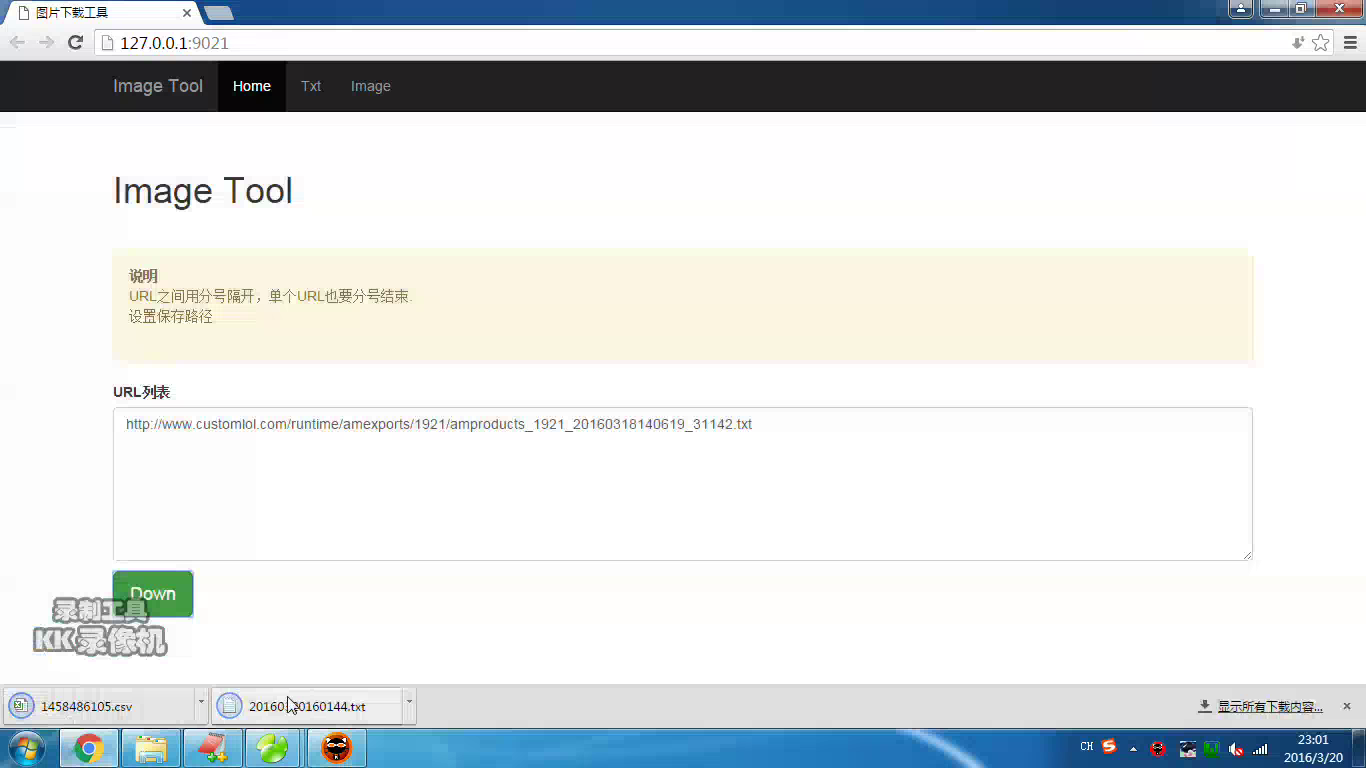 图片下载工具
127.0.0.1:9021
Image Tool
Home
Txt
Image
Image Tool
说明
URL之间用分号隔开，单个URL也要分号结束.
设置保存路径
URL列表
http://www.customlol.com/runtime/amexports/1921/amproducts_1921_20160318140619_31142.txt
Down
录制工具
KK录像机
1458486105.csv
显示所有下载内容...
CH
23:01
2016/3/20